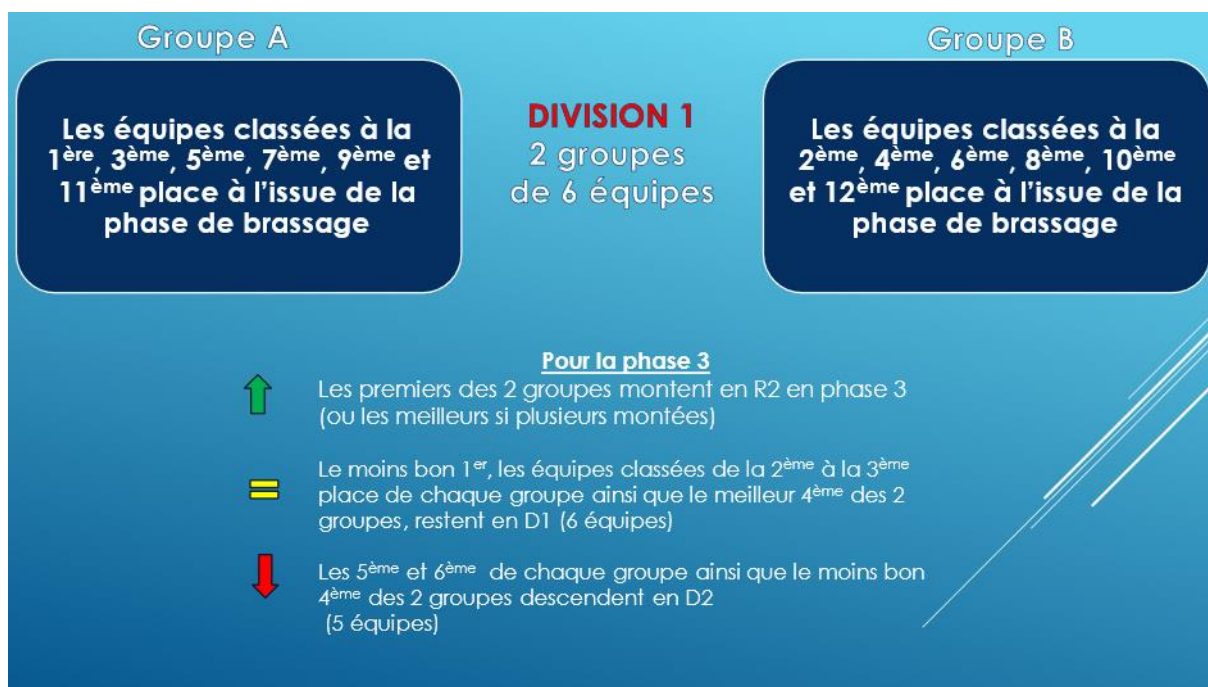 Groupe A
Les équipes classées à la
1ère, 3ème, 5ème, 7ème, 9ème et
11ème place à l'issue de la
phase de brassage
DIVISION 1
2 groupes
de 6 équipes
Groupe B
Les équipes classées à la
2ème, 4ème, 6ème, 8ème, 10ème
et 12ème place à l'issue de la
phase de brassage
Pour la phase 3
Les premiers des 2 groupes montent en R2 en phase 3
(ou les meilleurs si plusieurs montées)
Le moins bon 1er, les équipes classées de la 2ème à la 3ème
place de chaque groupe ainsi que le meilleur 4ème des 2
groupes, restent en D1 (6 équipes)
Les 5ème et 6ème de chaque groupe ainsi que le moins bon
4ème des 2 groupes descendent en D2
(5 équipes)